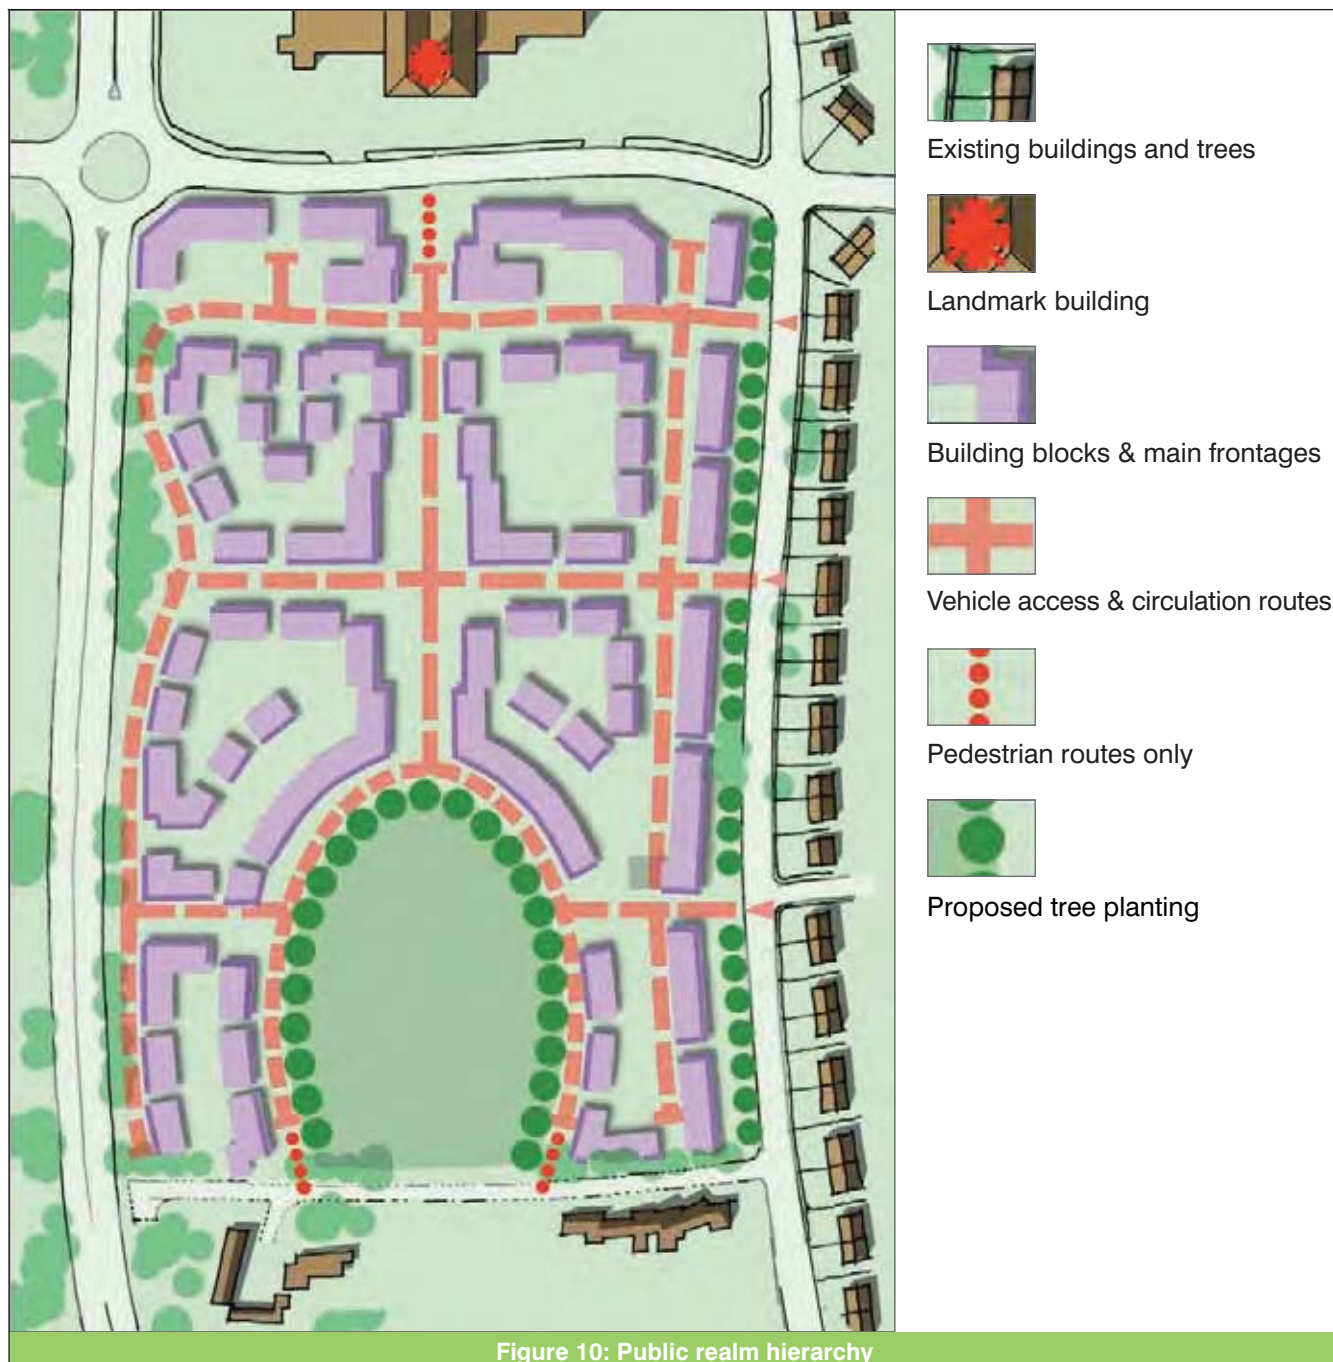 Existing buildings and trees
Landmark building
Building blocks & main frontages
Vehicle access & circulation routes
Pedestrian routes only
Proposed tree planting
Figure 10: Public realm hierarchy